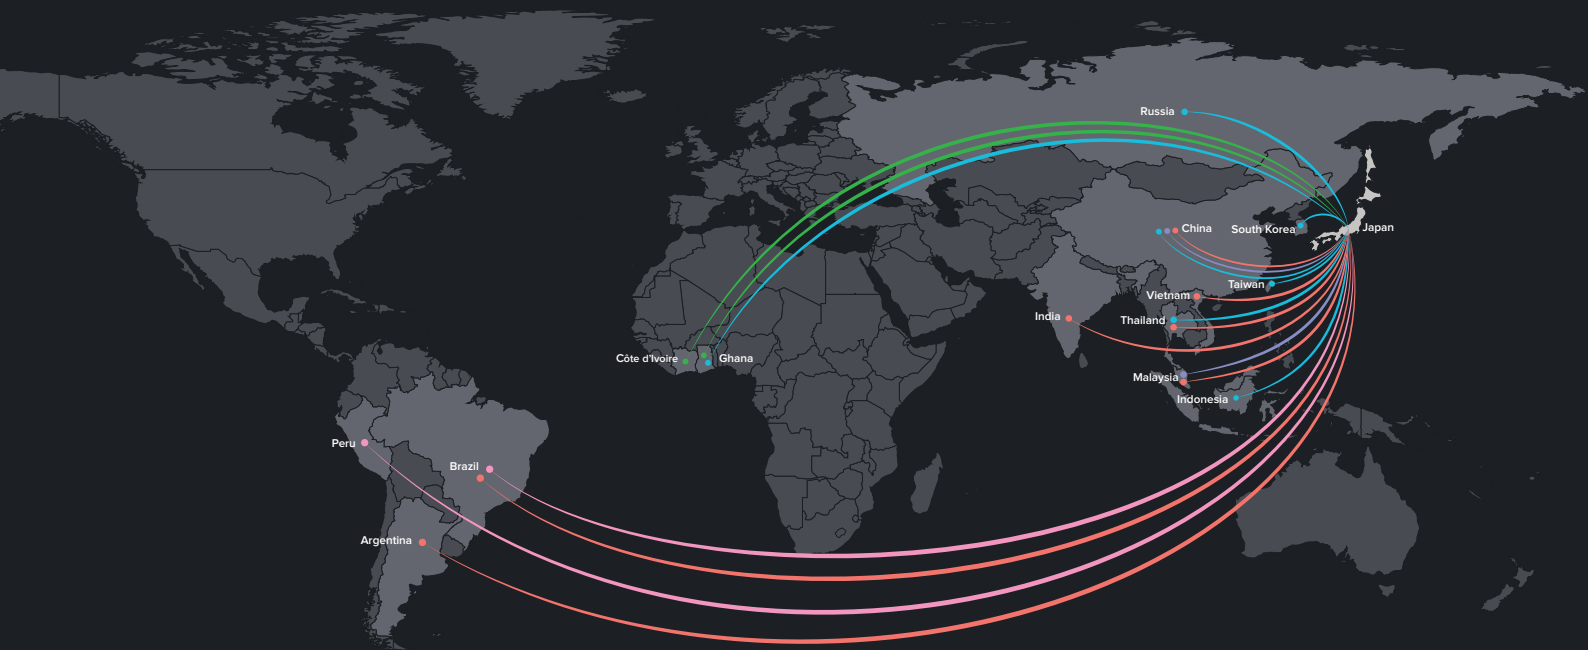 Russia
China
South Korea
Japan
Taiwan
Vietnam
India
Thailand
Côte d'Ivoire
Ghana
Malaysia
Indonesia
Peru
Brazil
Argentina